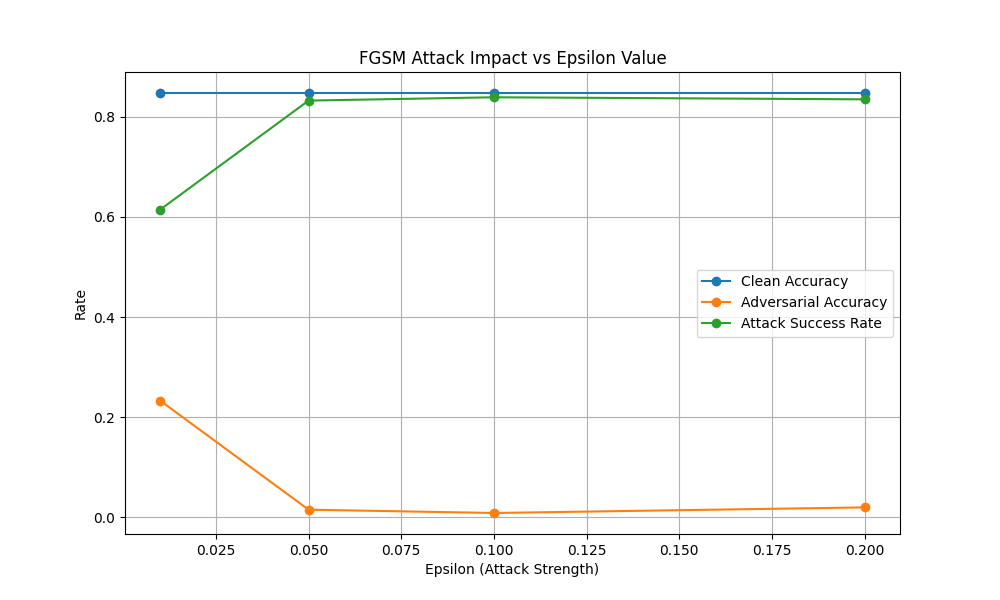 FGSM Attack Impact vs Epsilon Value
Rate
0.8
0.6
0.4
0.2
0.0
Clean Accuracy
Adversarial Accuracy
Attack Success Rate
0.025 0.050 0.075 0.100 0.125 0.150 0.175 0.200
Epsilon (Attack Strength)